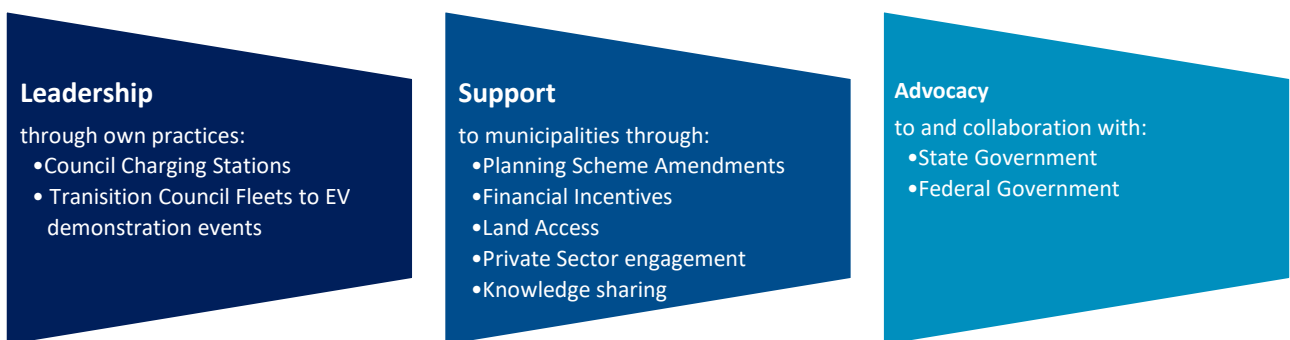 Leadership
through own practices:
•Council Charging Stations
• Tranisition Council Fleets to EV
demonstration events
Support
to municipalities through:
•Planning Scheme Amendments
•Financial Incentives
•Land Access
•Private Sector engagement
•Knowledge sharing
Advocacy
to and collaboration with:
•State Government
•Federal Government